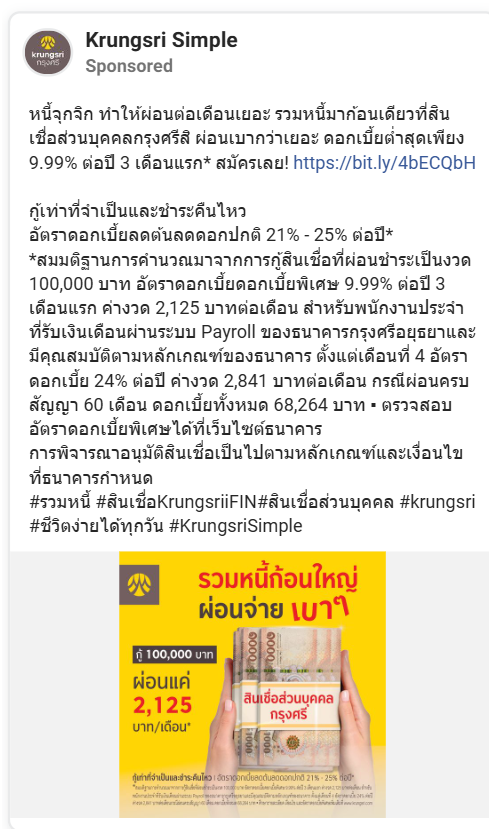 Krungsri Simple
Sponsored
krungsri
กรุงศรี
หนี้จุกจิก ทำให้ผ่อนต่อเดือนเยอะ รวมหนี้มาก้อนเดียวที่สิน
เชื่อส่วนบุคคลกรุงศรีสิ ผ่อนเบากว่าเยอะ ดอกเบี้ยต่ำสุดเพียง
9.99% ต่อปี 3 เดือนแรก* สมัครเลย! https://bit.ly/4bECQbH
กู้เท่าที่จำเป็นและชำระคืนไหว
อัตราดอกเบี้ยลดต้นลดดอกปกติ 21% - 25% ต่อปี*
*สมมติฐานการคำนวณมาจากการกู้สินเชื่อที่ผ่อนชำระเป็นงวด
100,000 บาท อัตราดอกเบี้ยดอกเบี้ยพิเศษ 9.99% ต่อปี 3
เดือนแรก ค่างวด 2,125 บาทต่อเดือน สำหรับพนักงานประจำ
ที่รับเงินเดือนผ่านระบบ Payroll ของธนาคารกรุงศรีอยุธยาและ
มีคุณสมบัติตามหลักเกณฑ์ของธนาคาร ตั้งแต่เดือนที่ 4 อัตรา
ดอกเบี้ย 24% ต่อปี ค่างวด 2,841 บาทต่อเดือน กรณีผ่อนครบ
สัญญา 60 เดือน ดอกเบี้ยทั้งหมด 68,264 บาท ▪ ตรวจสอบ
อัตราดอกเบี้ยพิเศษได้ที่เว็บไซต์ธนาคาร
การพิจารณาอนุมัติสินเชื่อเป็นไปตามหลักเกณฑ์และเงื่อนไข
ที่ธนาคารกำหนด
#รวมหนี้ #สินเชื่อKrungsriiFIN#สินเชื่อส่วนบุคคล #krungsri
#ชีวิตง่ายได้ทุกวัน #KrungsriSimple
รวมหนี้ก้อนใหญ่
ผ่อนจ่าย เบาๆ
กู้ 100,000 บาท
ผ่อนแค่
2,125
บาท/เดือน*
สินเชื่อส่วนบุคคล
กรุงศรี
กู้เท่าที่จำเป็นและชำระคืนไหว | อัตราดอกเบี้ยลดต้นลดดอกปกติ 21% - 25% ต่อปี*